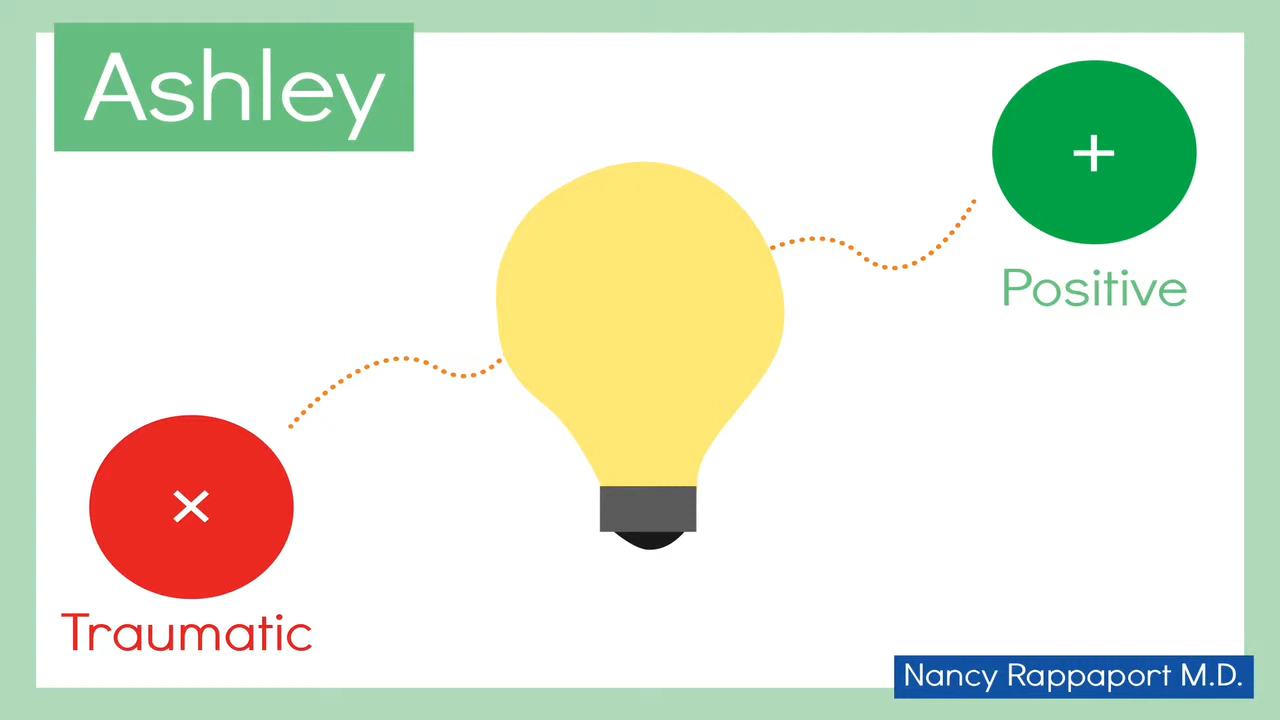 Ashley
+
Positive
×
Traumatic
Nancy Rappaport M.D.